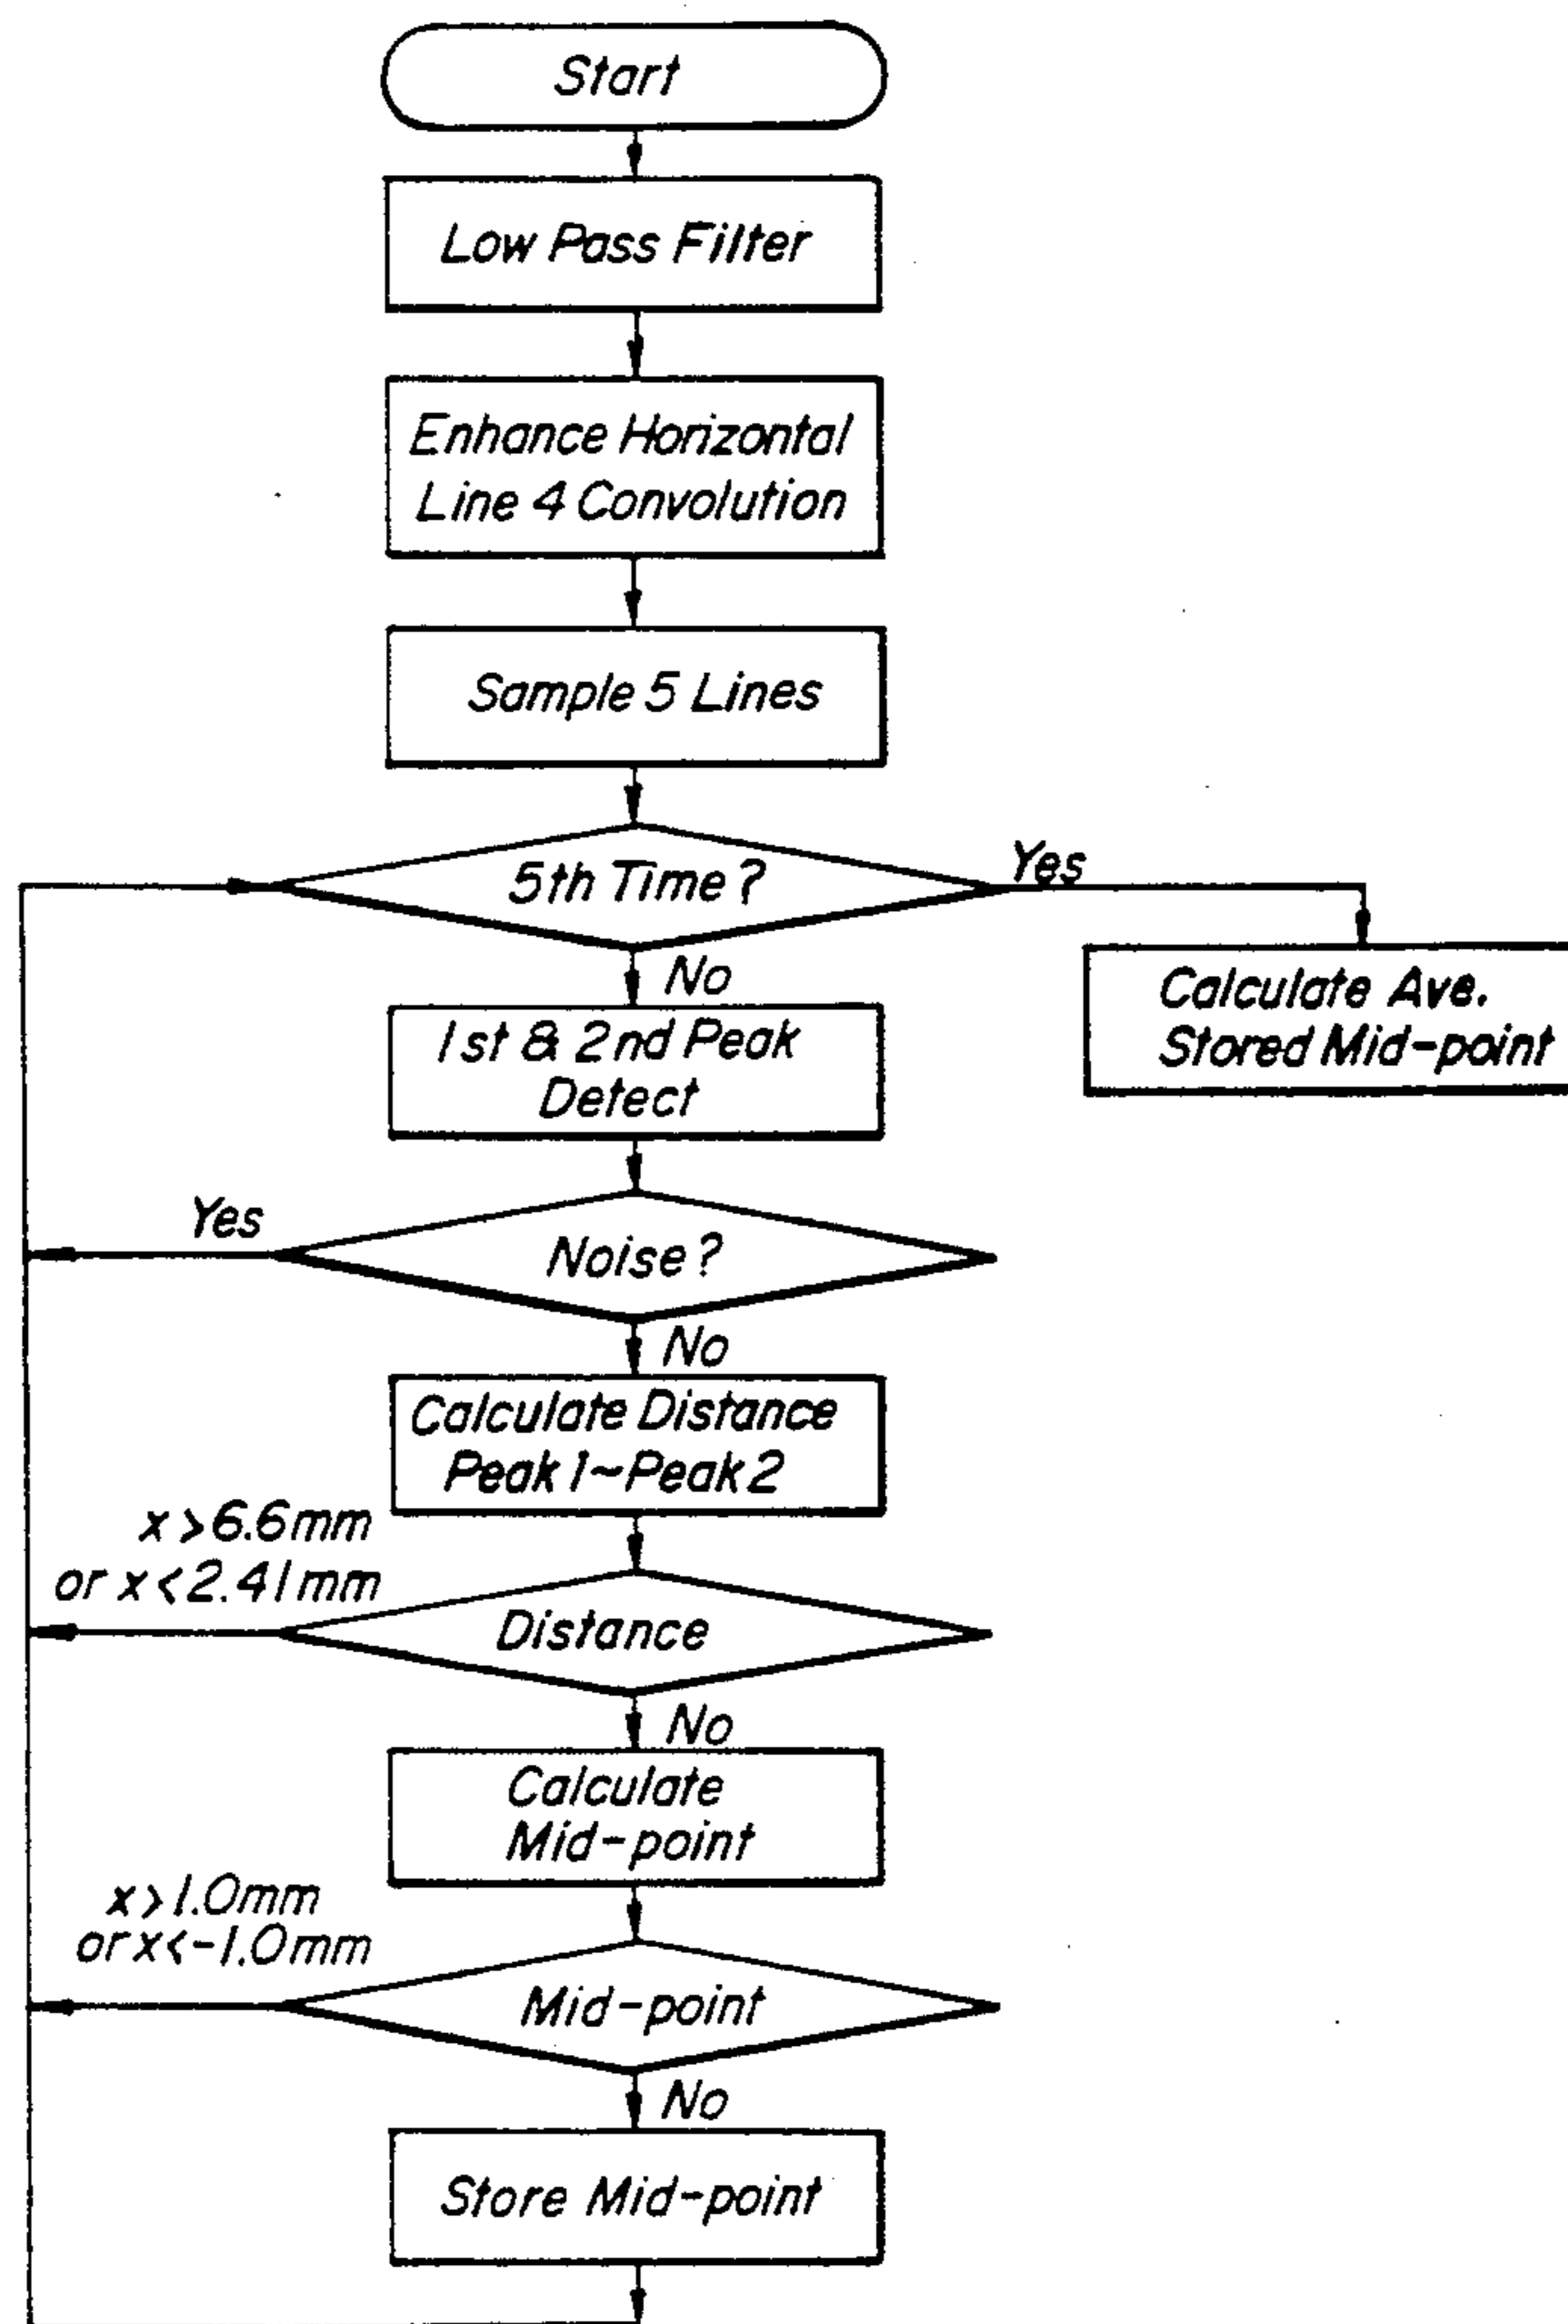 Start
Low Pass Filter
Enhance Horizontal
Line 4 Convolution
Sample 5 Lines
5th Time?
Yes
No
Calculate Ave.
Stored Mid-point
1st & 2nd Peak
Detect
Yes
Noise?
No
Calculate Distance
Peak 1~Peak 2
x>6.6mm
or x<2.41mm
Distance
No
Calculate
Mid-point
x>1.0mm
or x<-1.0mm
Mid-point
No
Store Mid-point